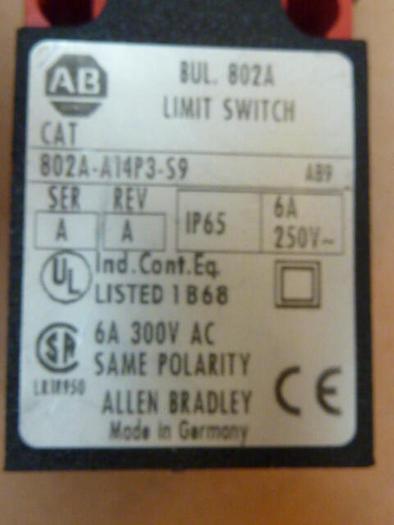 AB
BUL. 802A
LIMIT SWITCH
CAT
802A-A14P3-S9 AB9
SER REV
A A IP65 6A 250V~
UL Ind.Cont.Eq.
LISTED 1B68
SA 6A 300V AC
SAME POLARITY
LR18950
ALLEN BRADLEY CE
Made in Germany